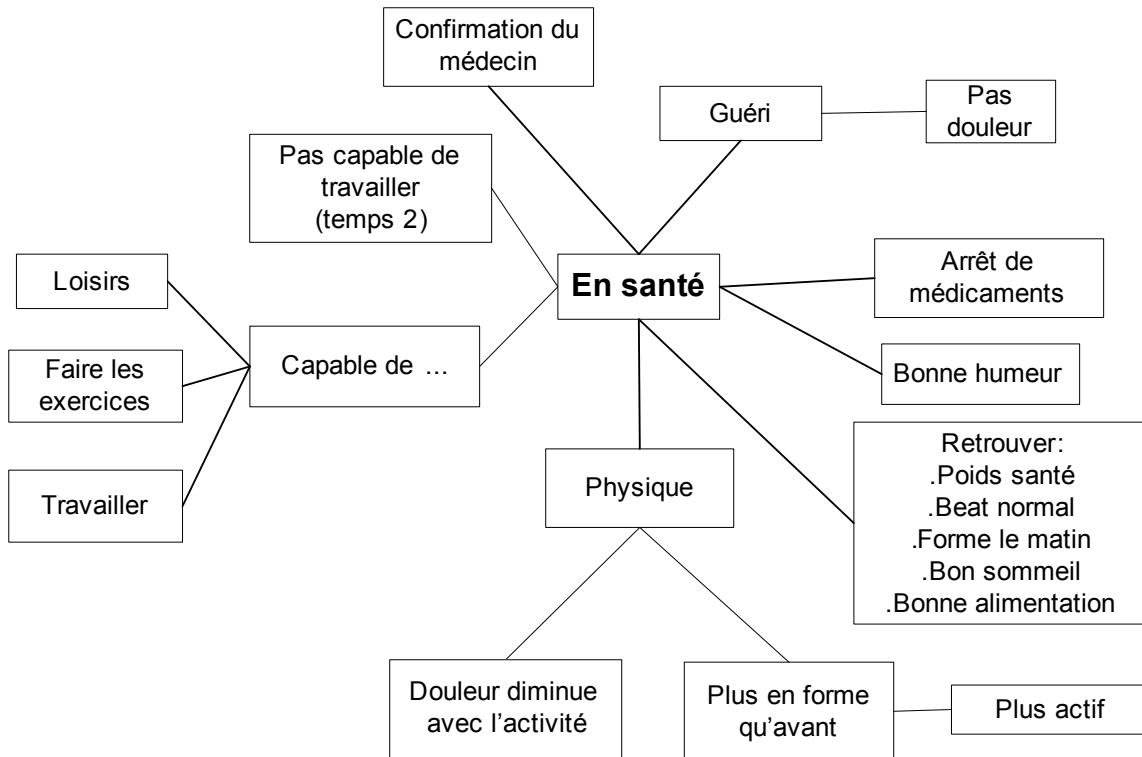 Confirmation du
médecin
Guéri
Pas
douleur
Pas capable de
travailler
(temps 2)
En santé
Arrêt de
médicaments
Loisirs
Faire les
exercices
Capable de ...
Bonne humeur
Travailler
Physique
Retrouver:
.Poids santé
.Beat normal
.Forme le matin
.Bon sommeil
.Bonne alimentation
Douleur diminue
avec l’activité
Plus en forme
qu’avant
Plus actif